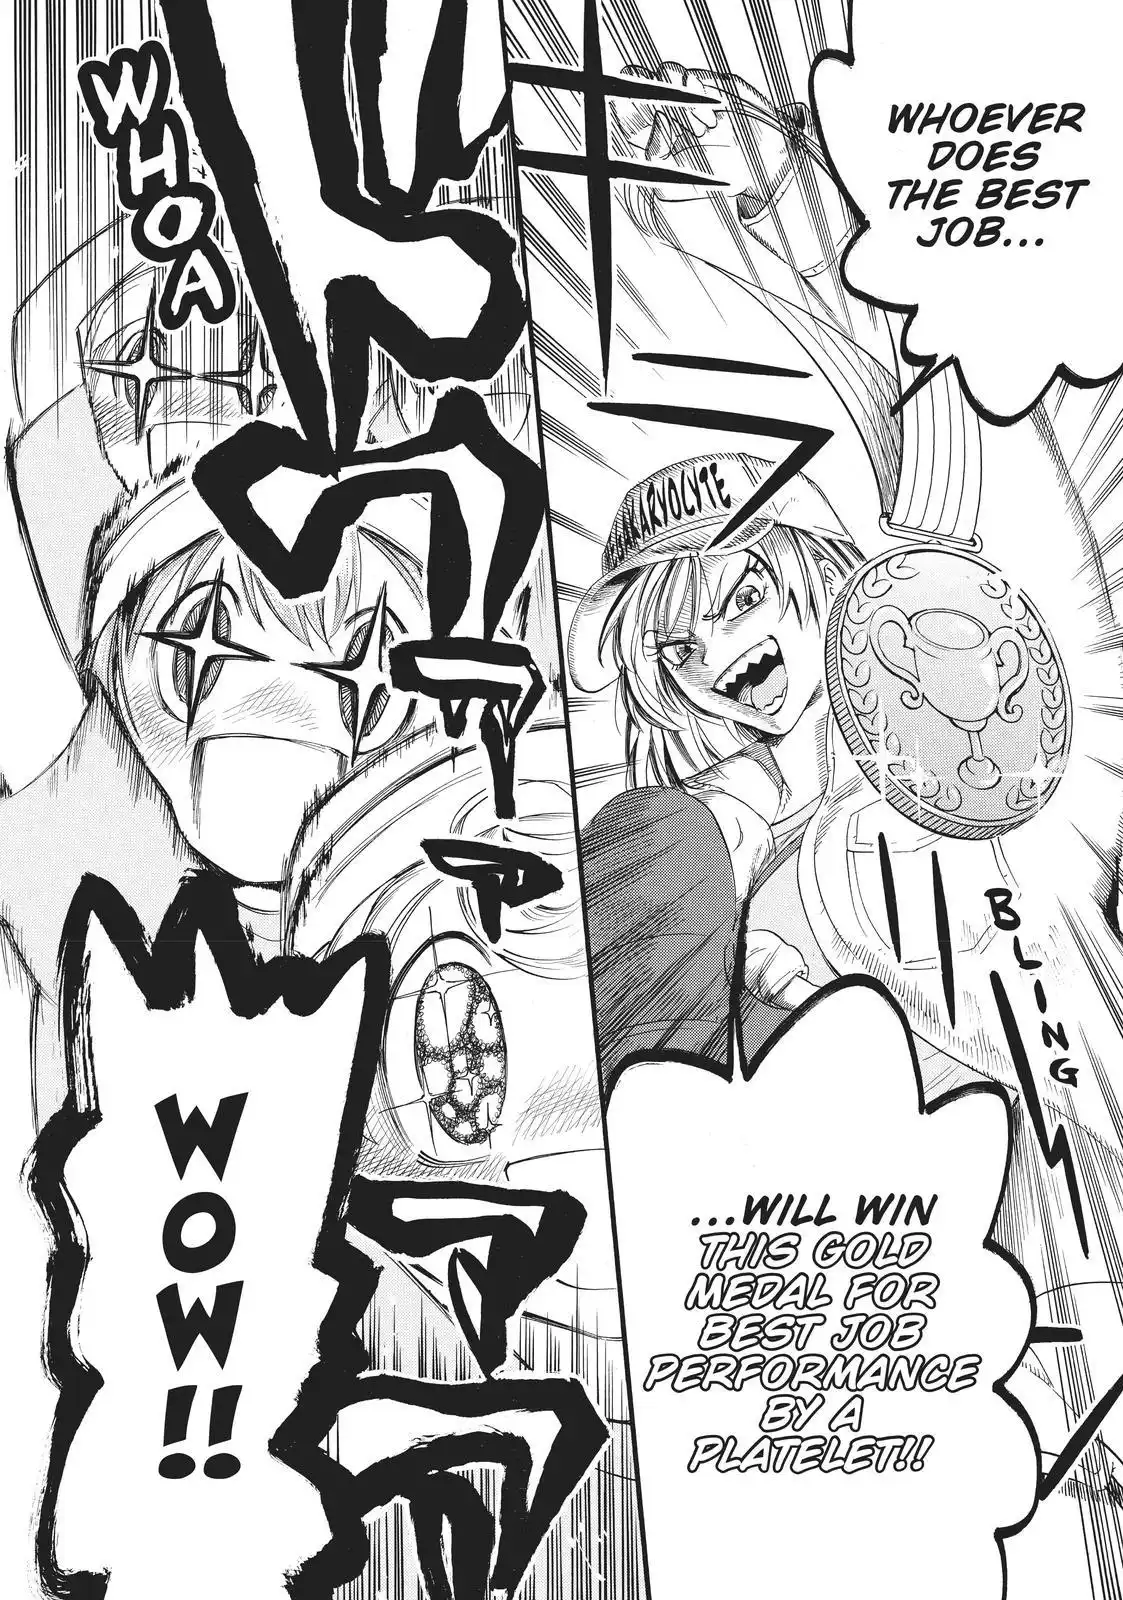 WHOEVER
DOES
THE BEST
JOB...
BLING
...WILL WIN
THIS GOLD
MEDAL FOR
BEST JOB
PERFORMANCE
BY A
PLATELET!!
WHOA
WOW!!